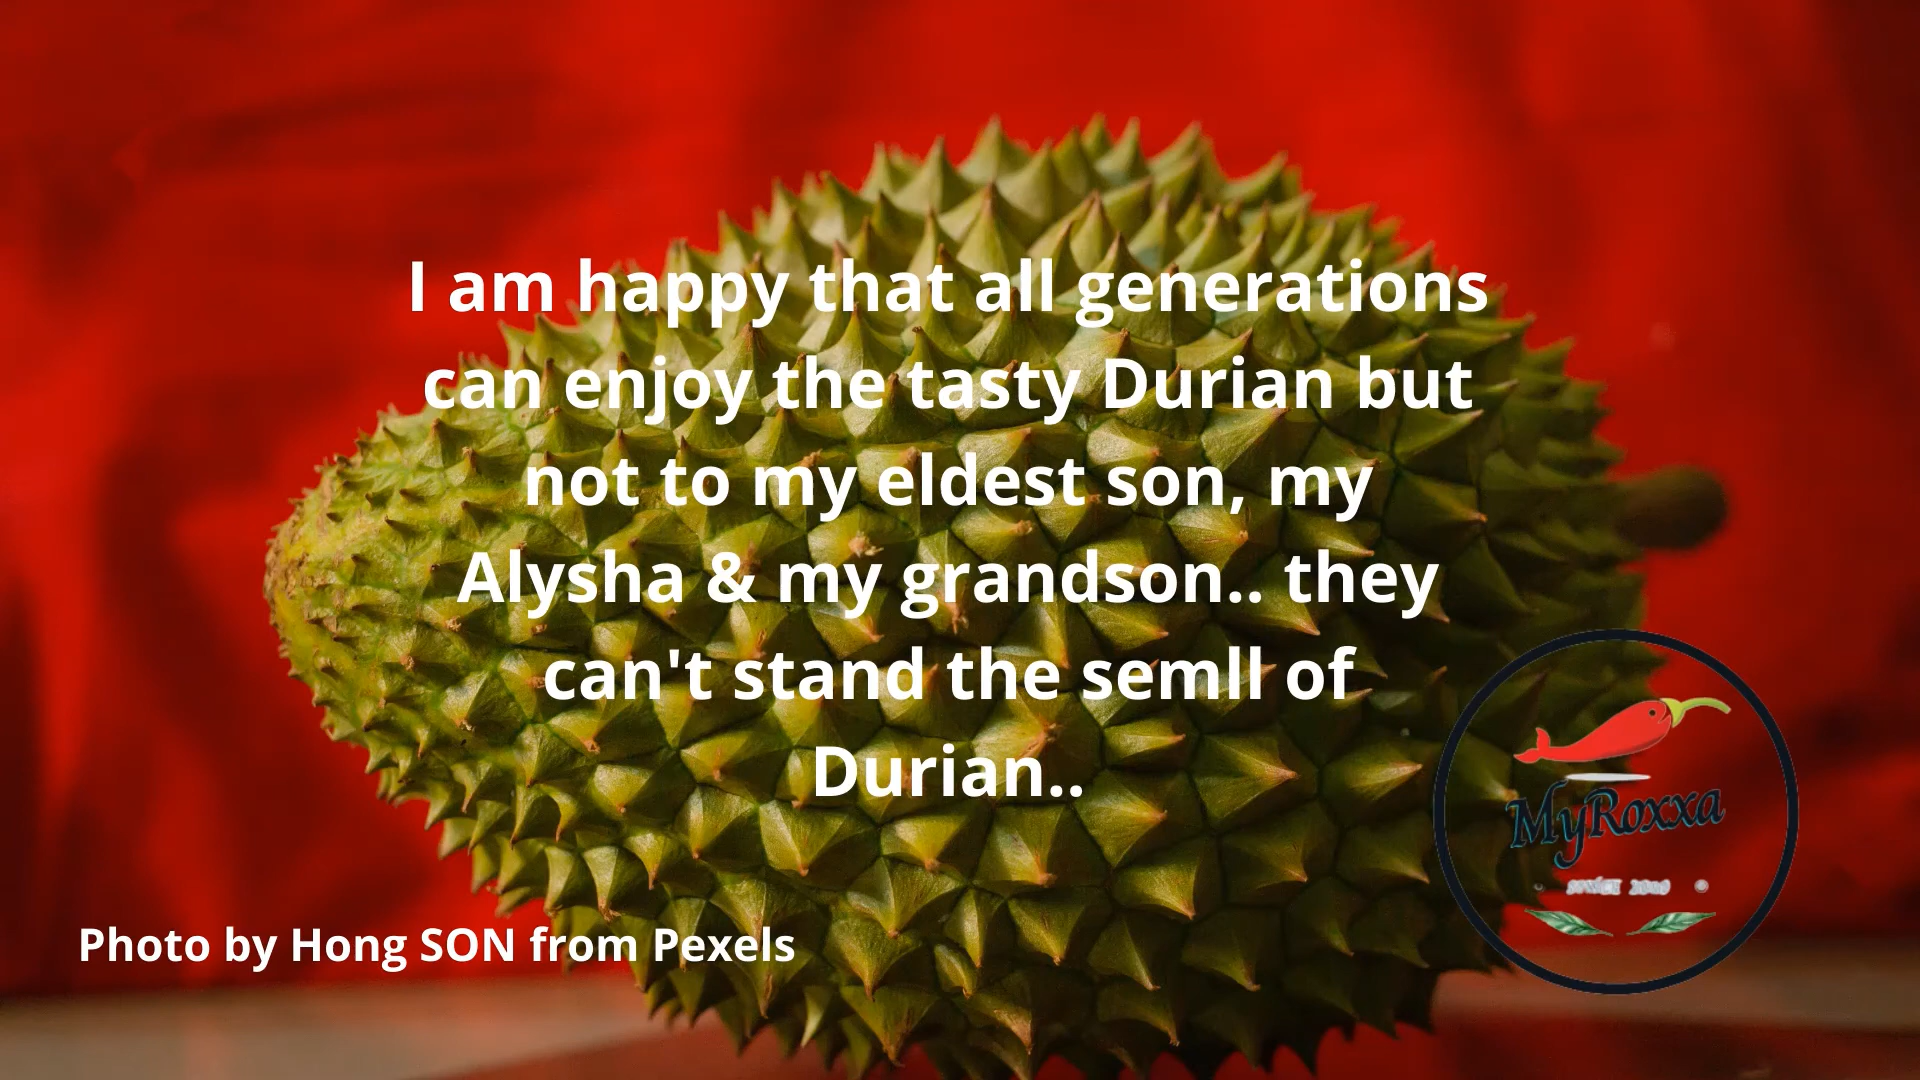 I am happy that all generations
can enjoy the tasty Durian but
not to my eldest son, my
Alysha & my grandson.. they
can't stand the semll of
Durian..
MyRoxxa
Photo by Hong SON from Pexels